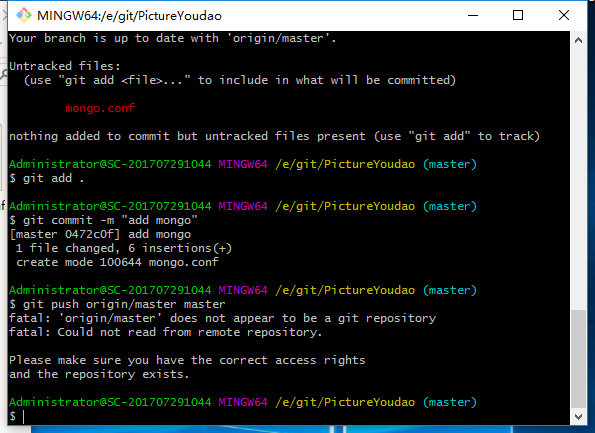 MINGW64:/e/git/PictureYoudao
Your branch is up to date with 'origin/master'.
Untracked files:
(use "git add <file>..." to include in what will be committed)
mongo.conf
nothing added to commit but untracked files present (use "git add" to track)
Administrator@SC-201707291044 MINGW64 /e/git/PictureYoudao (master)
$ git add .
Administrator@SC-201707291044 MINGW64 /e/git/PictureYoudao (master)
$ git commit -m "add mongo"
[master 0472c0f] add mongo
1 file changed, 6 insertions(+)
create mode 100644 mongo.conf
Administrator@SC-201707291044 MINGW64 /e/git/PictureYoudao (master)
$ git push origin/master master
fatal: 'origin/master' does not appear to be a git repository
fatal: Could not read from remote repository.
Please make sure you have the correct access rights
and the repository exists.
Administrator@SC-201707291044 MINGW64 /e/git/PictureYoudao (master)
$